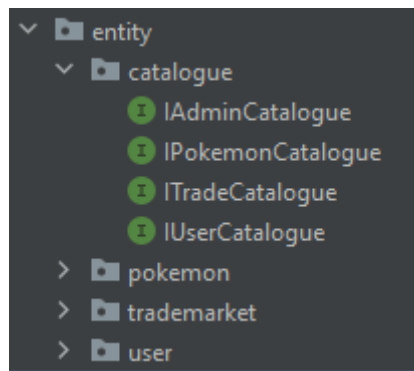 entity
catalogue
I IAdminCatalogue
I IPokemonCatalogue
I ITradeCatalogue
I IUserCatalogue
pokemon
trademarket
user